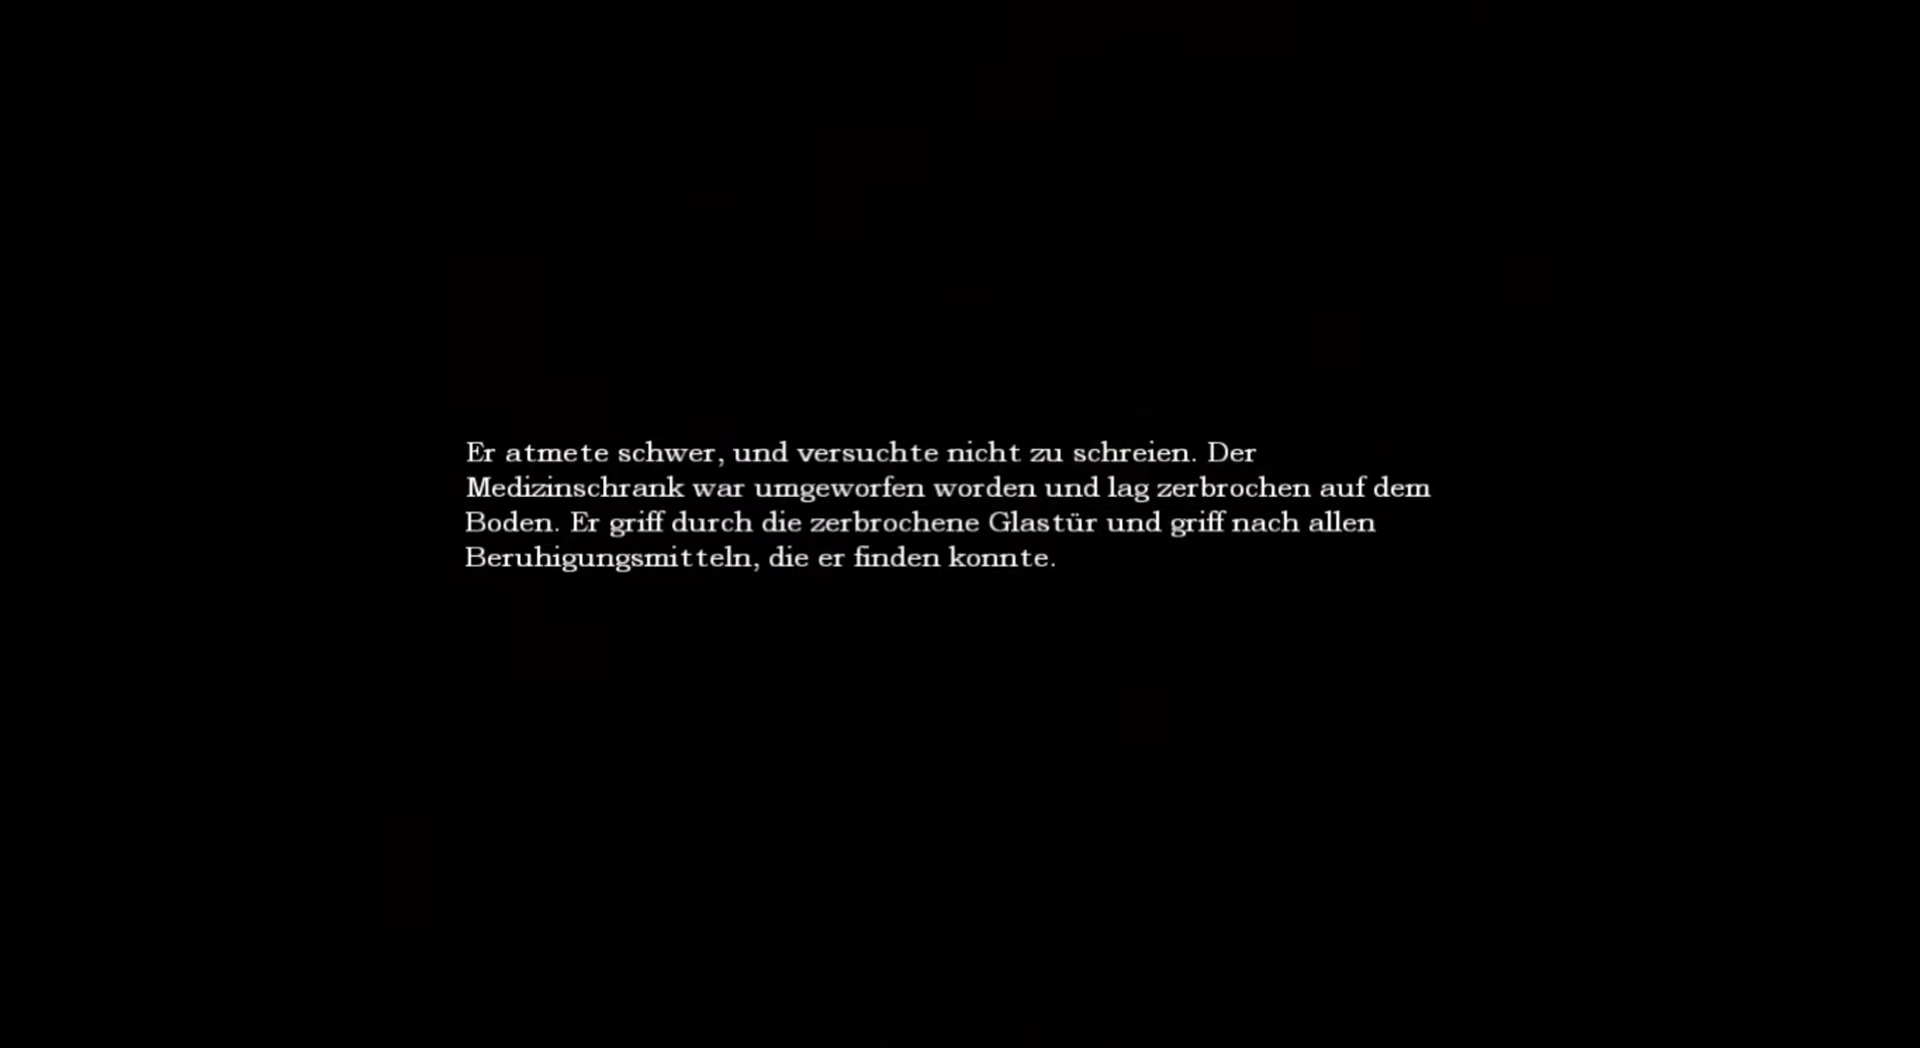 Er atmete schwer, und versuchte nicht zu schreien. Der
Medizinschrank war umgeworfen worden und lag zerbrochen auf dem
Boden. Er griff durch die zerbrochene Glastür und griff nach allen
Beruhigungsmitteln, die er finden konnte.